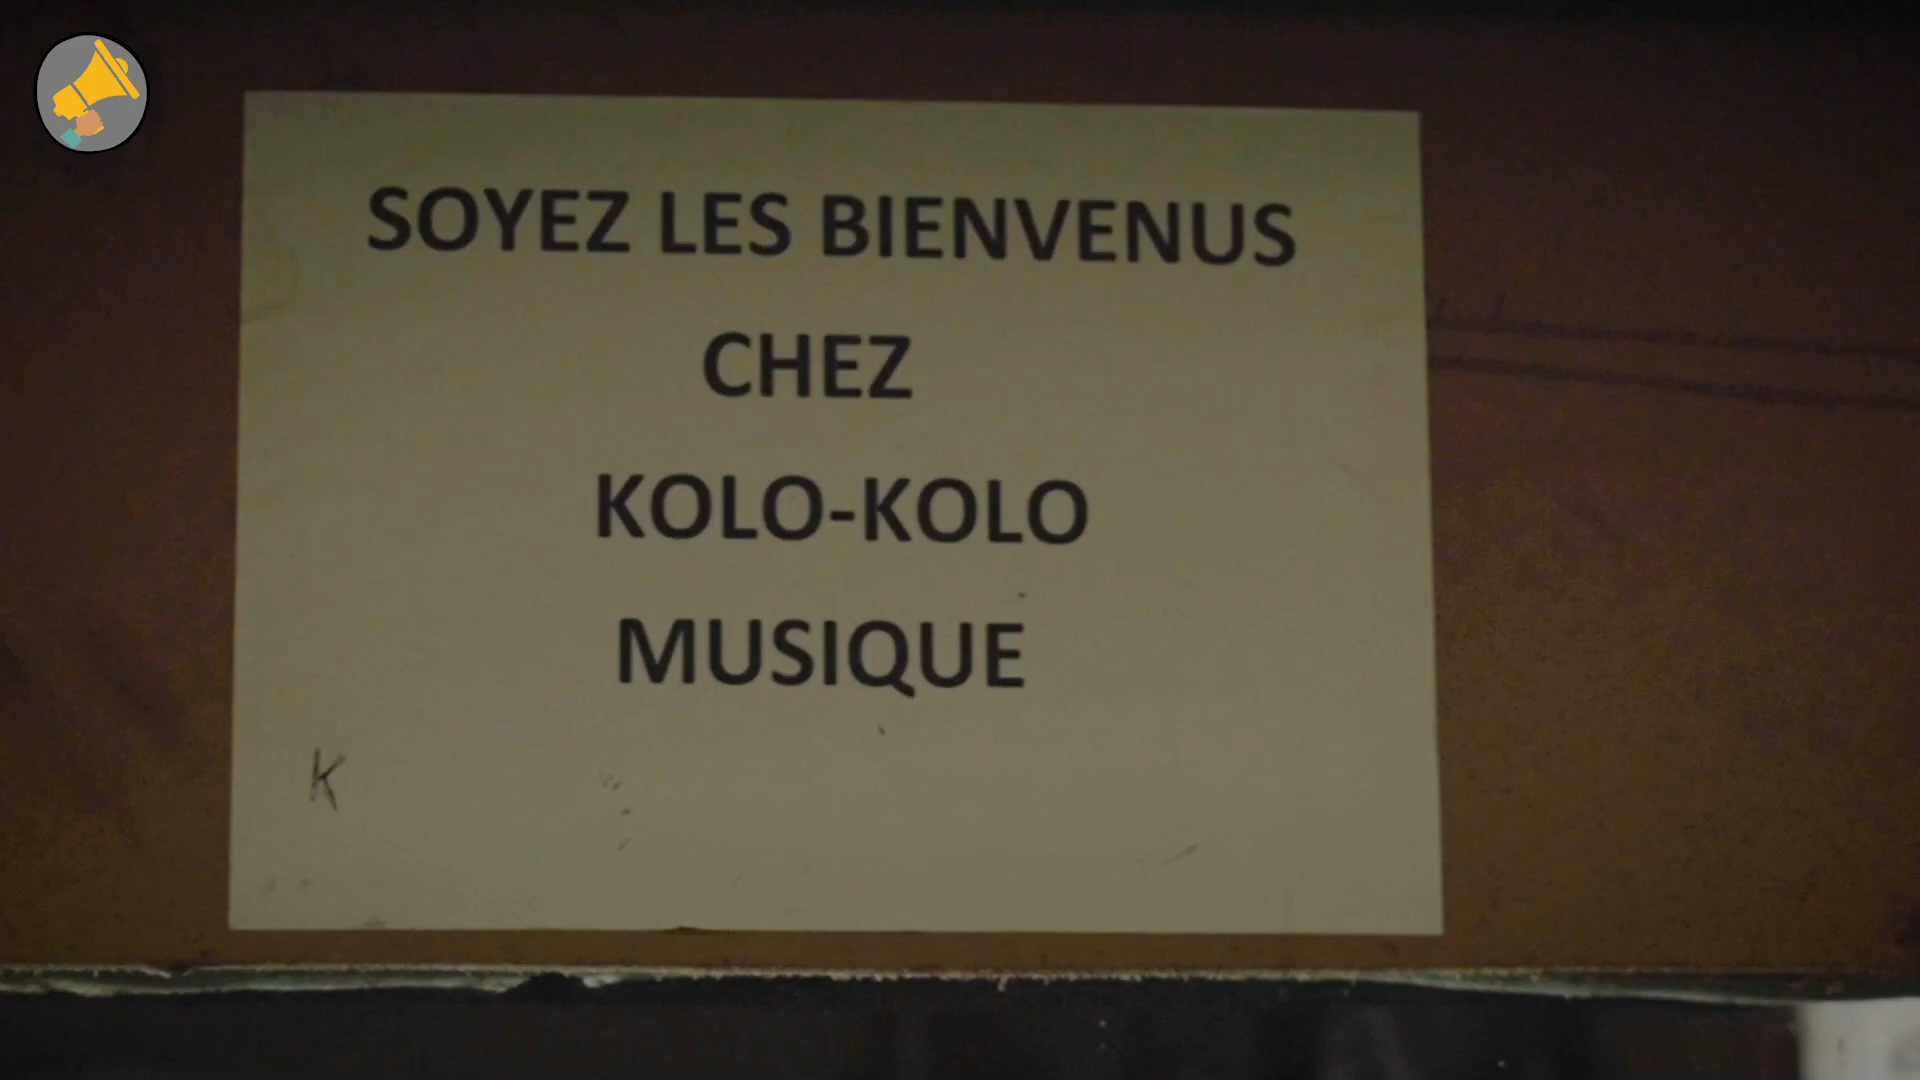 SOYEZ LES BIENVENUS
CHEZ
KOLO-KOLO
MUSIQUE
K